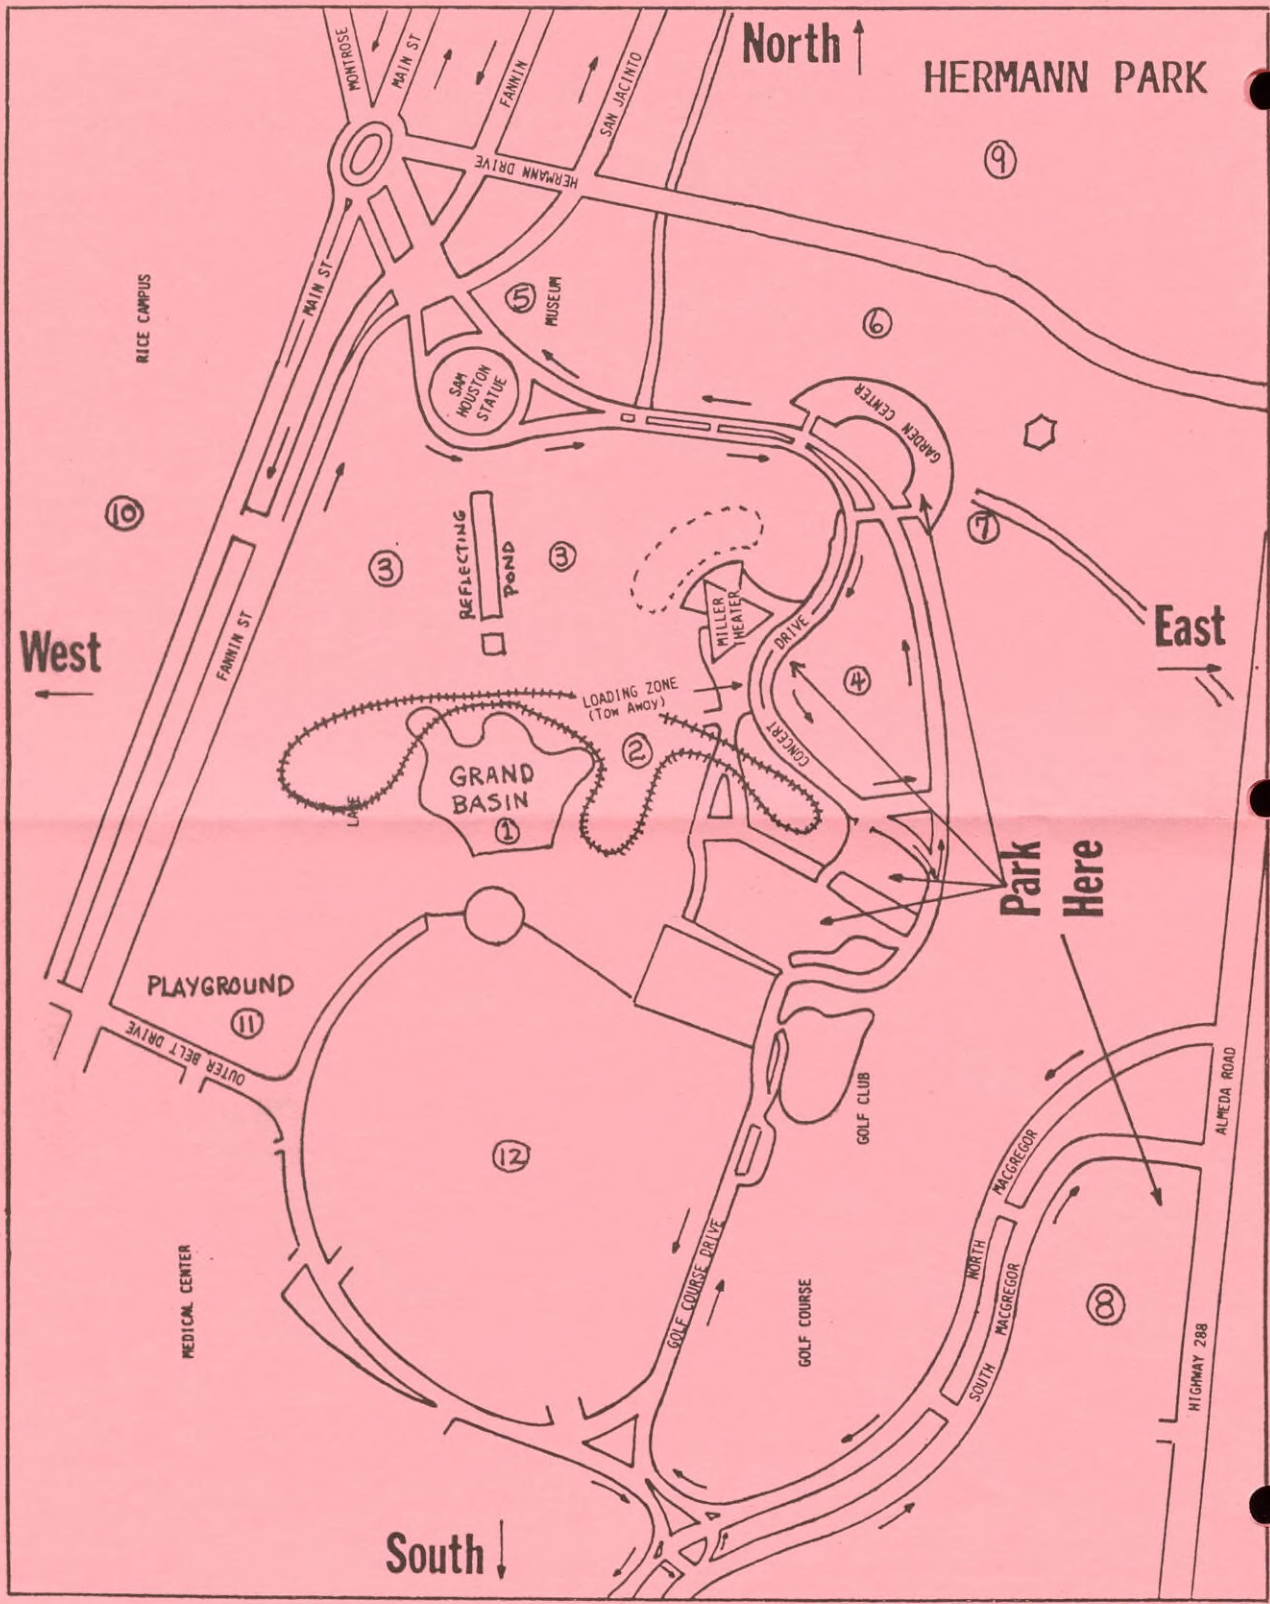 North ↑
HERMANN PARK
MONTROSE
MAIN ST
FANNIN
SAN JACINTO
HERMANN DRIVE
9
RICE CAMPUS
MAIN ST
5
MUSEUM
6
SAM
HOUSTON
STATUE
GARDEN CENTER
10
3
REFLECTING
POND
3
7
MILLER
THEATER
DRIVE
East
→
West
←
FANNIN ST
LOADING ZONE
(TOW AWAY)
4
2
CONCERT
GRAND
BASIN
1
LAKE
Park
Here
PLAYGROUND
11
OUTER BELT DRIVE
GOLF CLUB
ALMEDA ROAD
12
MACGREGOR
NORTH
MACGREGOR
SOUTH
MEDICAL CENTER
GOLF COURSE DRIVE
GOLF COURSE
8
HIGHWAY 288
South ↓